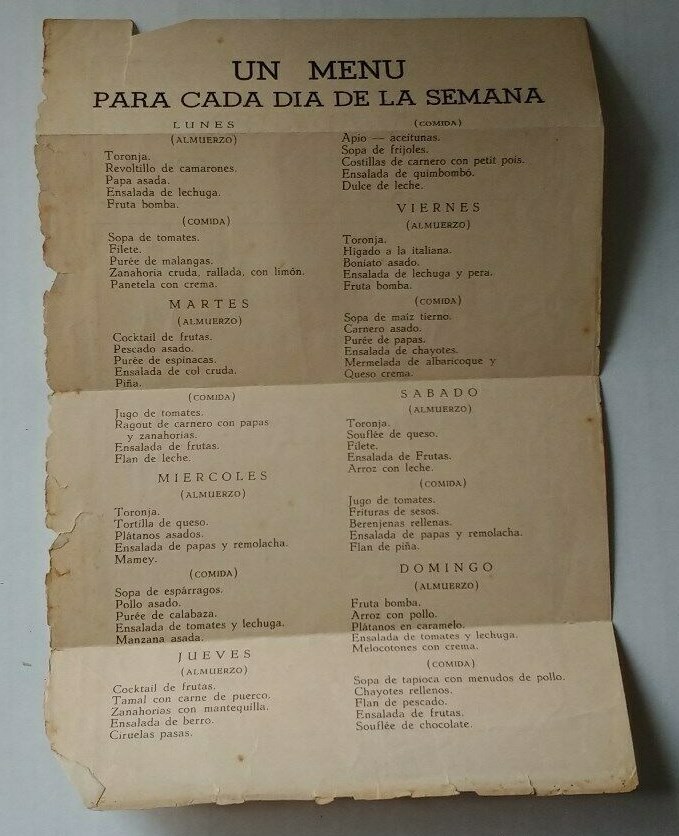 UN MENU
PARA CADA DIA DE LA SEMANA
LUNES
(ALMUERZO)
Toronja.
Revoltillo de camarones.
Papa asada.
Ensalada de lechuga.
Fruta bomba.
(COMIDA)
Sopa de tomates.
Filete.
Purée de malangas.
Zanahoria cruda, rallada, con limón.
Panetela con crema.
MARTES
(ALMUERZO)
Cocktail de frutas.
Pescado asado.
Purée de espinacas.
Ensalada de col cruda.
Piña.
(COMIDA)
Jugo de tomates.
Ragout de carnero con papas
y zanahorias.
Ensalada de frutas.
Flan de leche.
MIERCOLES
(ALMUERZO)
Toronja.
Tortilla de queso.
Plátanos asados.
Ensalada de papas y remolacha.
Mamey.
(COMIDA)
Sopa de espárragos.
Pollo asado.
Purée de calabaza.
Ensalada de tomates y lechuga.
Manzana asada.
JUEVES
(ALMUERZO)
Cocktail de frutas.
Tamal con carne de puerco.
Zanahorias con mantequilla.
Ensalada de berro.
Ciruelas pasas.
(COMIDA)
Apio — aceitunas.
Sopa de frijoles.
Costillas de carnero con petit pois.
Ensalada de quimbombó.
Dulce de leche.
VIERNES
(ALMUERZO)
Toronja.
Hígado a la italiana.
Boniato asado.
Ensalada de lechuga y pera.
Fruta bomba.
(COMIDA)
Sopa de maíz tierno.
Carnero asado.
Purée de papas.
Ensalada de chayotes.
Mermelada de albaricoque y
Queso crema.
SABADO
(ALMUERZO)
Toronja.
Souflée de queso.
Filete.
Ensalada de Frutas.
Arroz con leche.
(COMIDA)
Jugo de tomates.
Frituras de sesos.
Berenjenas rellenas.
Ensalada de papas y remolacha.
Flan de piña.
DOMINGO
(ALMUERZO)
Fruta bomba.
Arroz con pollo.
Plátanos en caramelo.
Ensalada de tomates y lechuga.
Melocotones con crema.
(COMIDA)
Sopa de tapioca con menudos de pollo.
Chayotes rellenos.
Flan de pescado.
Ensalada de frutas.
Souflée de chocolate.